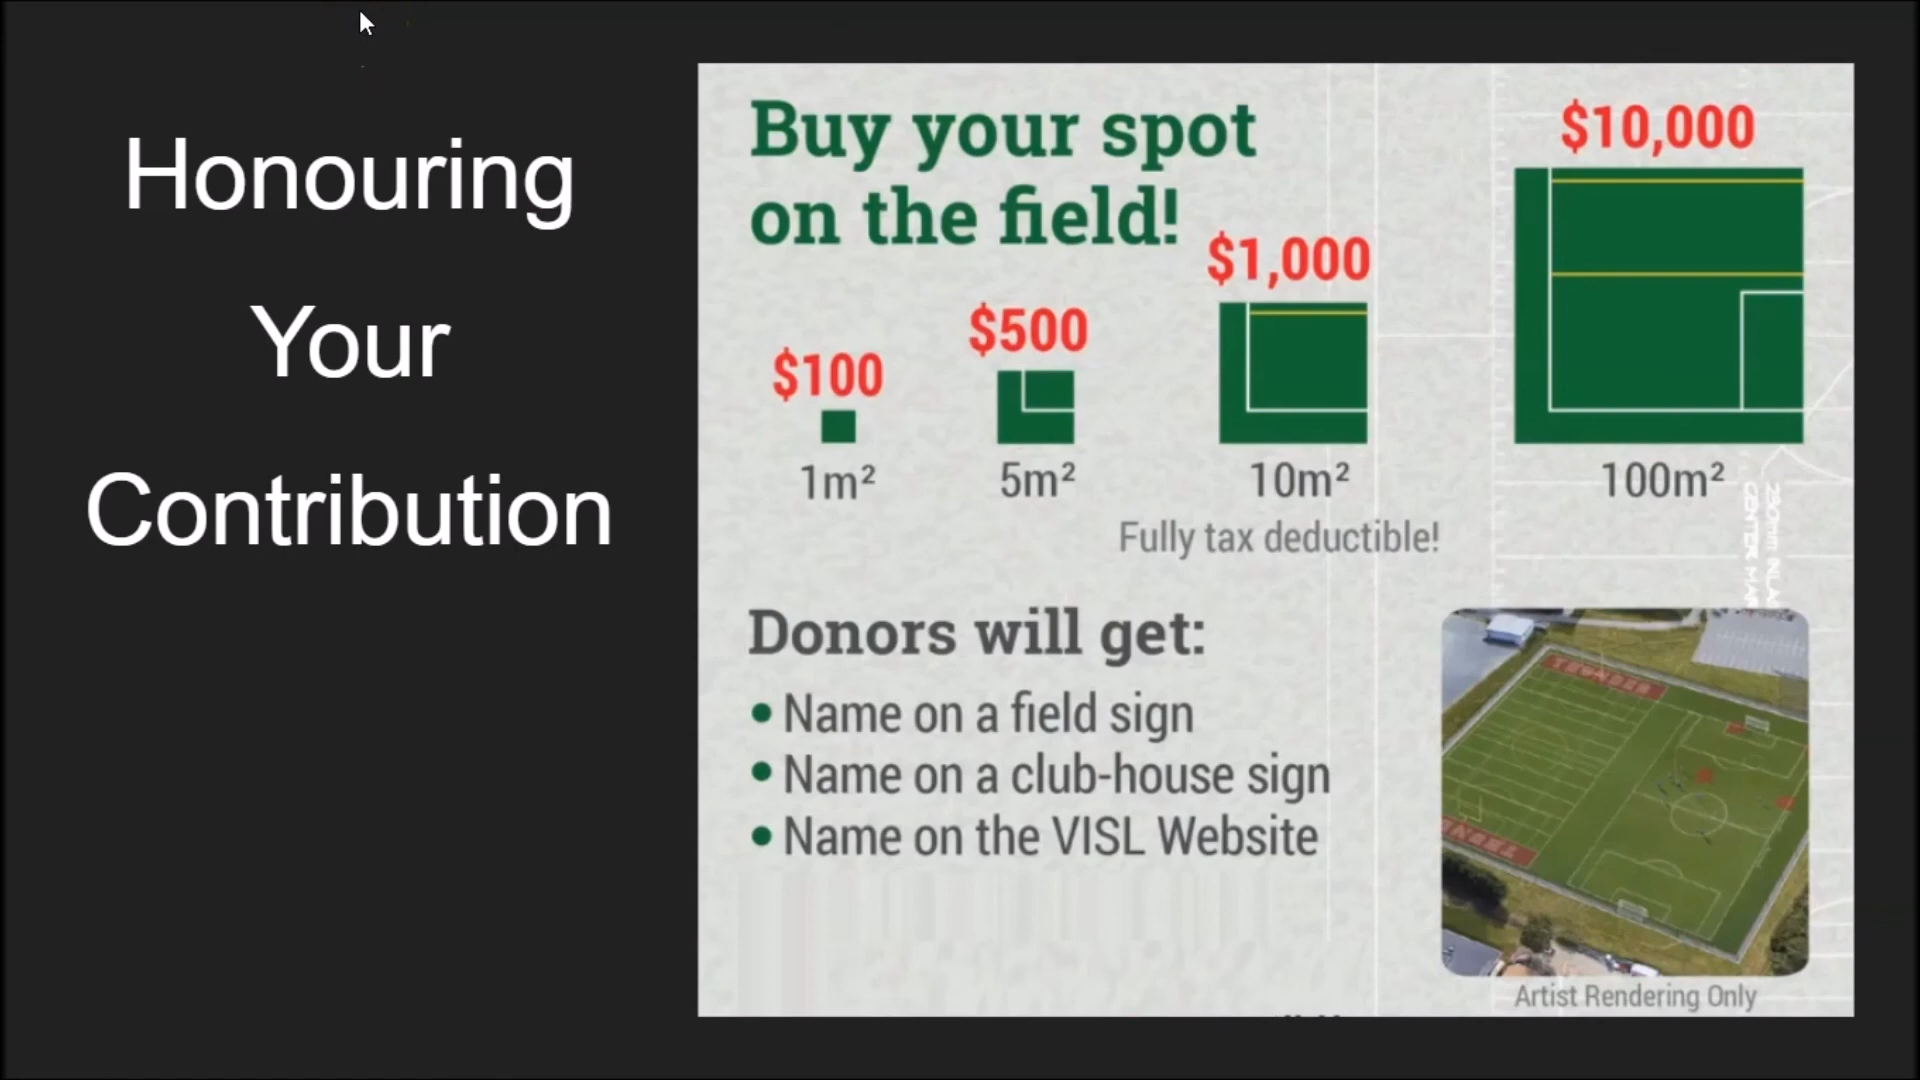 Honouring
Your
Contribution
Buy your spot
on the field!
$100
$500
$1,000
$10,000
1m²
5m²
10m²
100m²
Fully tax deductible!
Donors will get:
• Name on a field sign
• Name on a club-house sign
• Name on the VISL Website
THUNDER
THUNDER
Artist Rendering Only